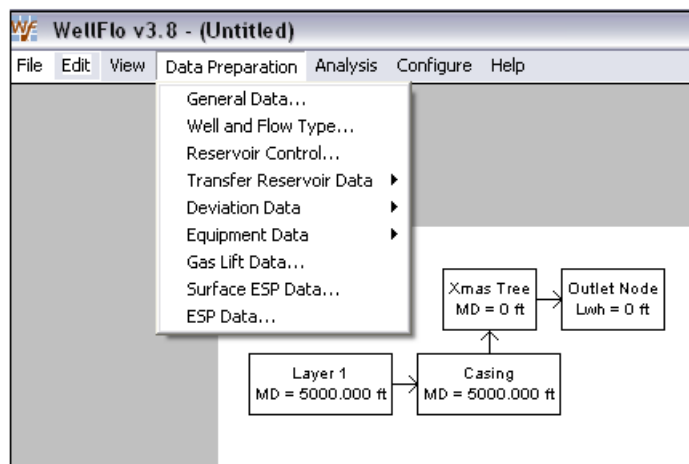 WellFlo v3.8 - (Untitled)
File Edit View Data Preparation Analysis Configure Help
General Data...
Well and Flow Type...
Reservoir Control...
Transfer Reservoir Data
Deviation Data
Equipment Data
Gas Lift Data...
Surface ESP Data...
ESP Data...
Xmas Tree
MD = 0 ft
Outlet Node
Lwh = 0 ft
Layer 1
MD = 5000.000 ft
Casing
MD = 5000.000 ft